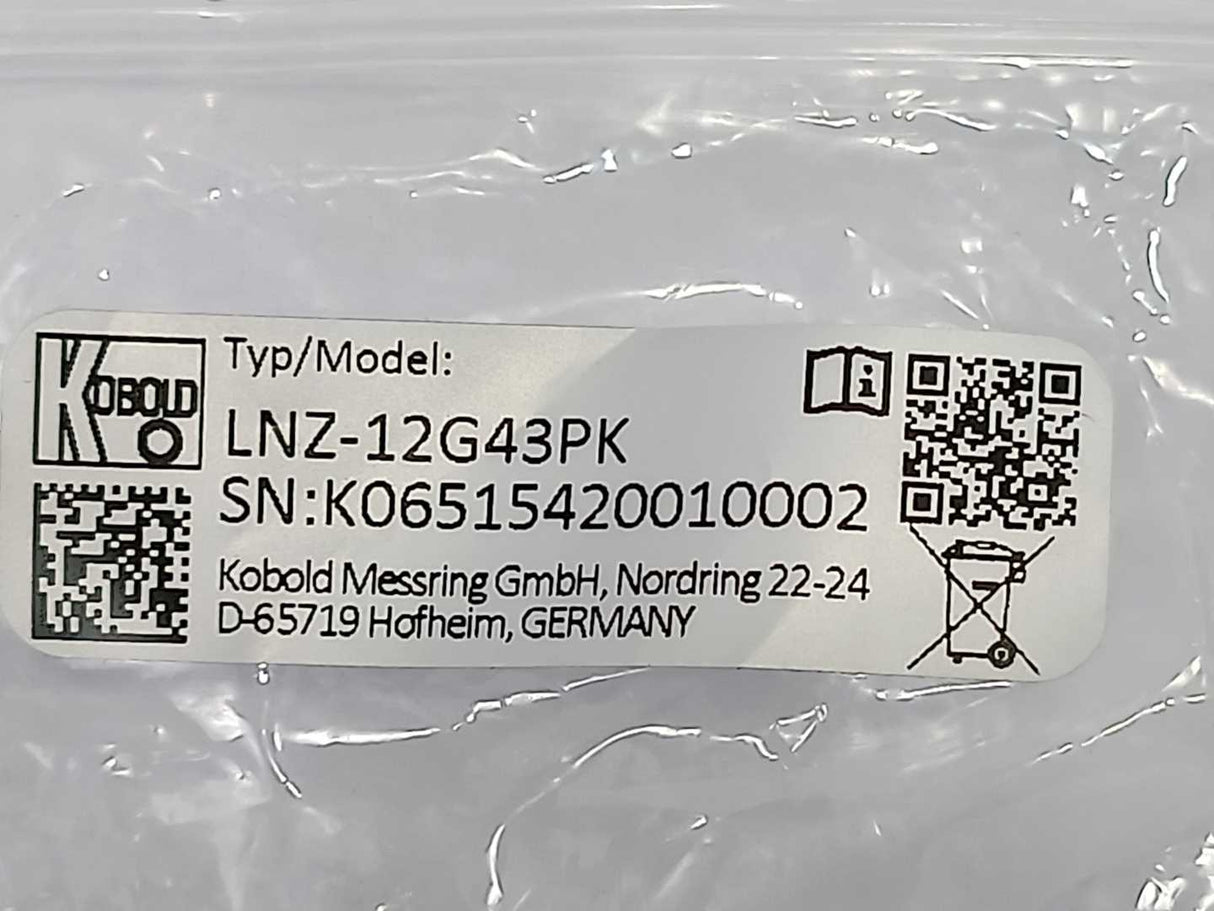 KOBOLD
Typ/Model:
LNZ-12G43PK
SN:K06515420010002
Kobold Messring GmbH, Nordring 22-24
D-65719 Hofheim, GERMANY